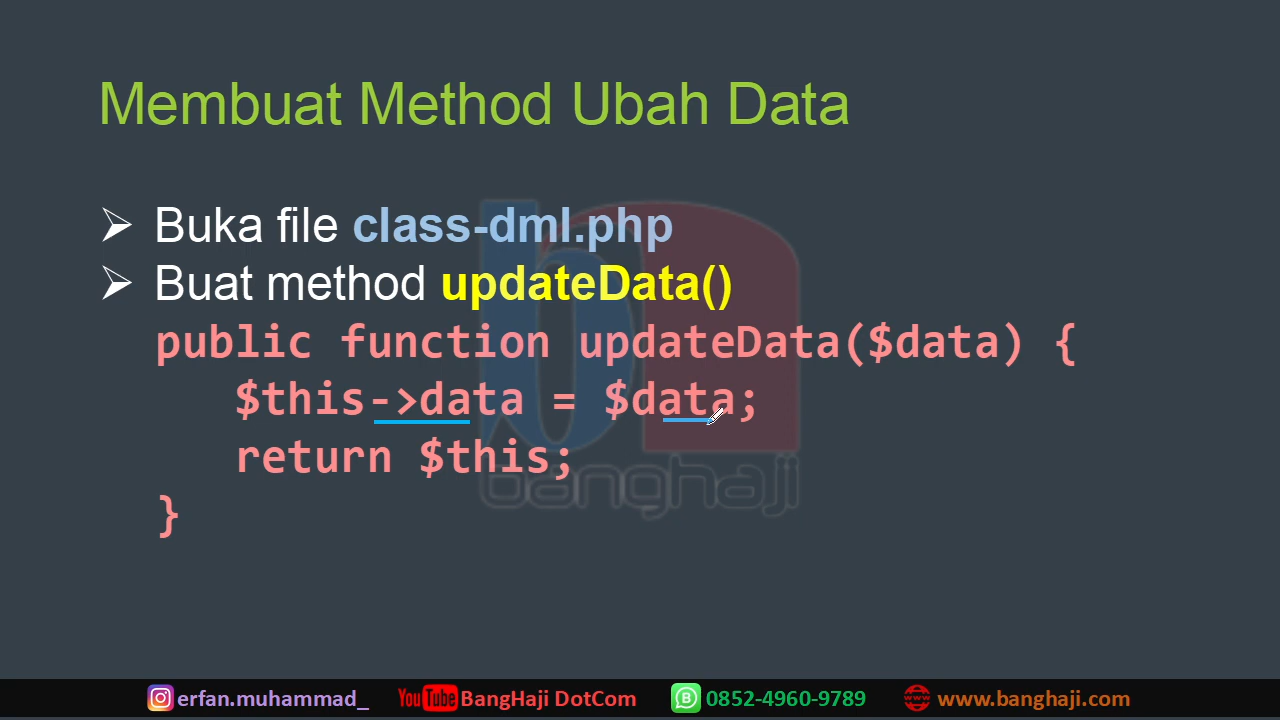 Membuat Method Ubah Data
➢ Buka file class-dml.php
➢ Buat method updateData()
public function updateData($data) {
$this->data = $data;
return $this;
}
banghaji
erfan.muhammad_
YouTube BangHaji DotCom
B 0852-4960-9789
www www.banghaji.com